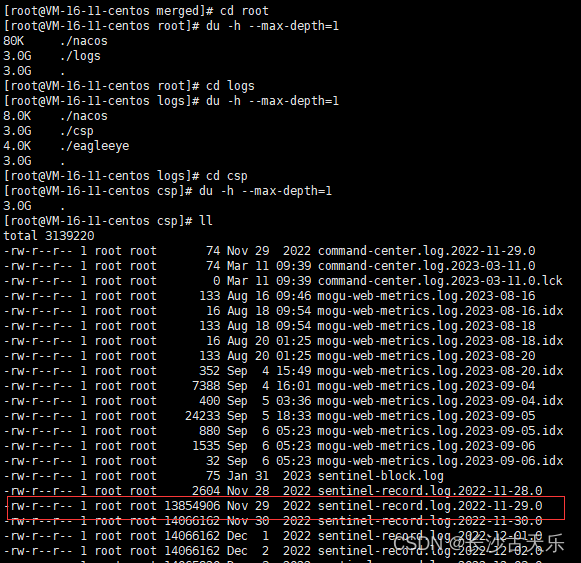 [root@VM-16-11-centos merged]# cd root
[root@VM-16-11-centos root]# du -h --max-depth=1
80K ./nacos
3.0G ./logs
3.0G .
[root@VM-16-11-centos root]# cd logs
[root@VM-16-11-centos logs]# du -h --max-depth=1
8.0K ./nacos
3.0G ./csp
4.0K ./eagleeye
3.0G .
[root@VM-16-11-centos logs]# cd csp
[root@VM-16-11-centos csp]# du -h --max-depth=1
3.0G .
[root@VM-16-11-centos csp]# ll
total 3139220
-rw-r--r-- 1 root root 74 Nov 29 2022 command-center.log.2022-11-29.0
-rw-r--r-- 1 root root 74 Mar 11 09:39 command-center.log.2023-03-11.0
-rw-r--r-- 1 root root 0 Mar 11 09:39 command-center.log.2023-03-11.0.lck
-rw-r--r-- 1 root root 133 Aug 16 09:46 mogu-web-metrics.log.2023-08-16
-rw-r--r-- 1 root root 16 Aug 18 09:54 mogu-web-metrics.log.2023-08-16.idx
-rw-r--r-- 1 root root 133 Aug 18 09:54 mogu-web-metrics.log.2023-08-18
-rw-r--r-- 1 root root 16 Aug 20 01:25 mogu-web-metrics.log.2023-08-18.idx
-rw-r--r-- 1 root root 133 Aug 20 01:25 mogu-web-metrics.log.2023-08-20
-rw-r--r-- 1 root root 352 Sep 4 15:49 mogu-web-metrics.log.2023-08-20.idx
-rw-r--r-- 1 root root 7388 Sep 4 16:01 mogu-web-metrics.log.2023-09-04
-rw-r--r-- 1 root root 400 Sep 5 03:36 mogu-web-metrics.log.2023-09-04.idx
-rw-r--r-- 1 root root 24233 Sep 5 18:33 mogu-web-metrics.log.2023-09-05
-rw-r--r-- 1 root root 880 Sep 6 05:23 mogu-web-metrics.log.2023-09-05.idx
-rw-r--r-- 1 root root 1535 Sep 6 05:23 mogu-web-metrics.log.2023-09-06
-rw-r--r-- 1 root root 32 Sep 6 05:23 mogu-web-metrics.log.2023-09-06.idx
-rw-r--r-- 1 root root 75 Jan 31 2023 sentinel-block.log
-rw-r--r-- 1 root root 2604 Nov 28 2022 sentinel-record.log.2022-11-28.0
-rw-r--r-- 1 root root 13854906 Nov 29 2022 sentinel-record.log.2022-11-29.0
-rw-r--r-- 1 root root 14066162 Nov 30 2022 sentinel-record.log.2022-11-30.0
-rw-r--r-- 1 root root 14066162 Dec 1 2022 sentinel-record.log.2022-12-01.0
-rw-r--r-- 1 root root 14066162 Dec 2 2022 sentinel-record.log.2022-12-02.0
CSDN @长沙古天乐